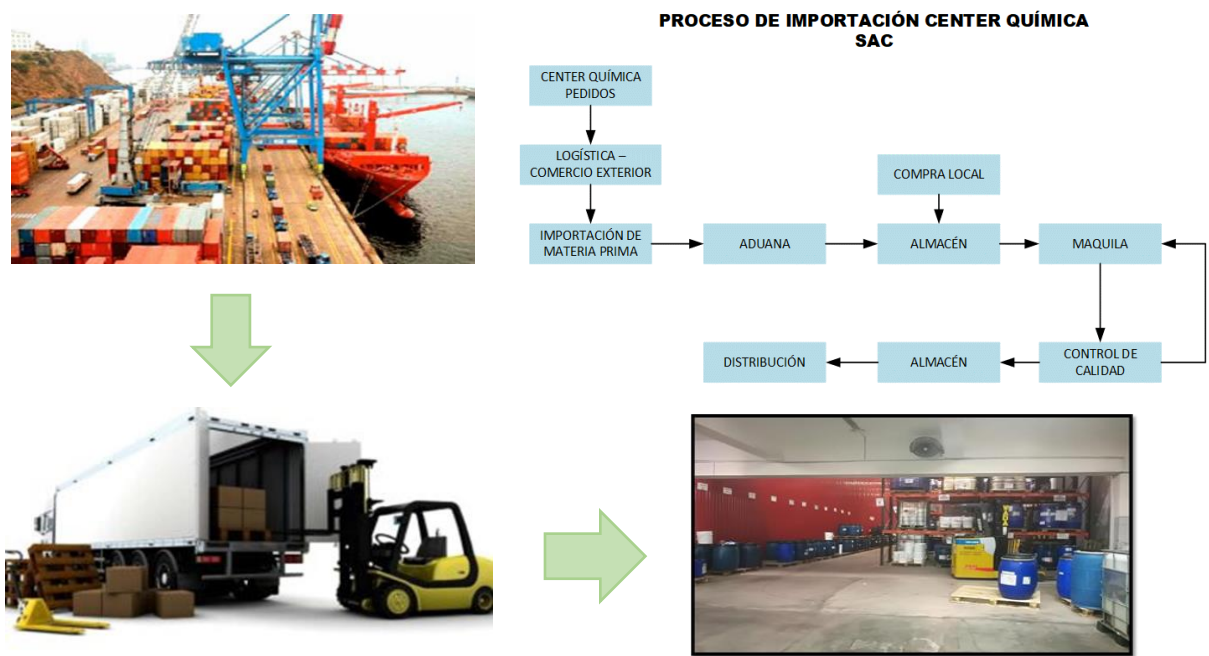 PROCESO DE IMPORTACIÓN CENTER QUÍMICA
SAC
CENTER QUÍMICA
PEDIDOS
LOGÍSTICA –
COMERCIO EXTERIOR
COMPRA LOCAL
IMPORTACIÓN DE
MATERIA PRIMA
ADUANA
ALMACÉN
MAQUILA
DISTRIBUCIÓN
ALMACÉN
CONTROL DE
CALIDAD